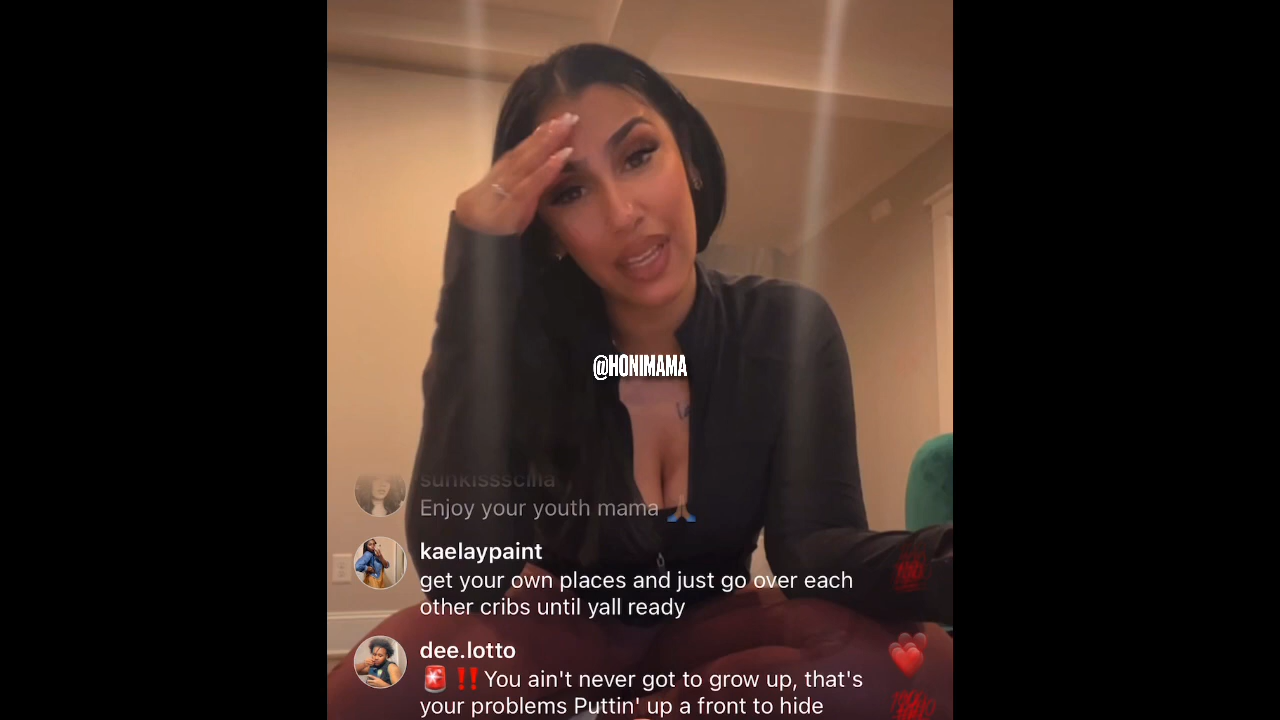 @HONIMAMA
sunkissscilla
Enjoy your youth mama 🙏
kaelaypaint
get your own places and just go over each
other cribs until yall ready
dee.lotto
🚨‼️You ain't never got to grow up, that's
your problems Puttin' up a front to hide